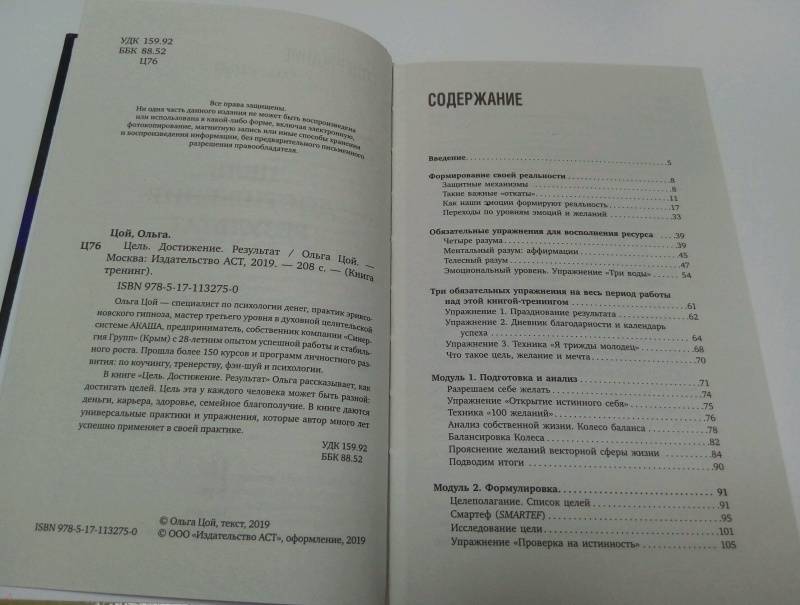 УДК 159.92
ББК 88.52
Ц76
Все права защищены.
Ни одна часть данного издания не может быть воспроизведена
или использована в какой-либо форме, включая электронную,
фотокопирование, магнитную запись или иные способы хранения
и воспроизведения информации, без предварительного письменного
разрешения правообладателя.
Цой, Ольга.
Ц76 Цель. Достижение. Результат / Ольга Цой. —
Москва: Издательство АСТ, 2019. — 208 с. — (Книга
тренинг).
ISBN 978-5-17-113275-0
Ольга Цой — специалист по психологии денег, практик эриксо-
новского гипноза, мастер третьего уровня в духовной целительской
системе АКАША, предприниматель, собственник компании «Синер-
гия Групп» (Крым) с 28-летним опытом успешной работы и стабиль-
ного роста. Прошла более 150 курсов и программ личностного раз-
вития: по коучингу, тренерству, фэн-шуй и психологии.
В книге «Цель. Достижение. Результат» Ольга рассказывает, как
достигать целей. Цель эта у каждого человека может быть разной:
деньги, карьера, здоровье, семейное благополучие. В книге даются
универсальные практики и упражнения, которые автор много лет
успешно применяет в своей практике.
УДК 159.92
ББК 88.52
© Ольга Цой, текст, 2019
ISBN 978-5-17-113275-0 © ООО «Издательство АСТ», оформление, 2019
СОДЕРЖАНИЕ
Введение. 5
Формирование своей реальности 8
Защитные механизмы 8
Такие важные «откаты» 11
Как наши эмоции формируют реальность 17
Переходы по уровням эмоций и желаний 33
Обязательные упражнения для восполнения ресурса 39
Четыре разума 39
Ментальный разум: аффирмации 45
Телесный разум 47
Эмоциональный уровень. Упражнение «Три воды» 54
Три обязательных упражнения на весь период работы
над этой книгой-тренингом 61
Упражнение 1. Празднование результата 62
Упражнение 2. Дневник благодарности и календарь
успеха 64
Упражнение 3. Техника «Я трижды молодец» 68
Что такое цель, желание и мечта 70
Модуль 1. Подготовка и анализ 71
Разрешаем себе желать 74
Упражнение «Открытие истинного себя» 75
Техника «100 желаний» 76
Анализ собственной жизни. Колесо баланса 78
Балансировка Колеса 82
Прояснение желаний векторной сферы жизни 84
Подводим итоги 90
Модуль 2. Формулировка. 91
Целеполагание. Список целей 91
Смартеф (SMARTEF) 95
Исследование цели 101
Упражнение «Проверка на истинность» 105